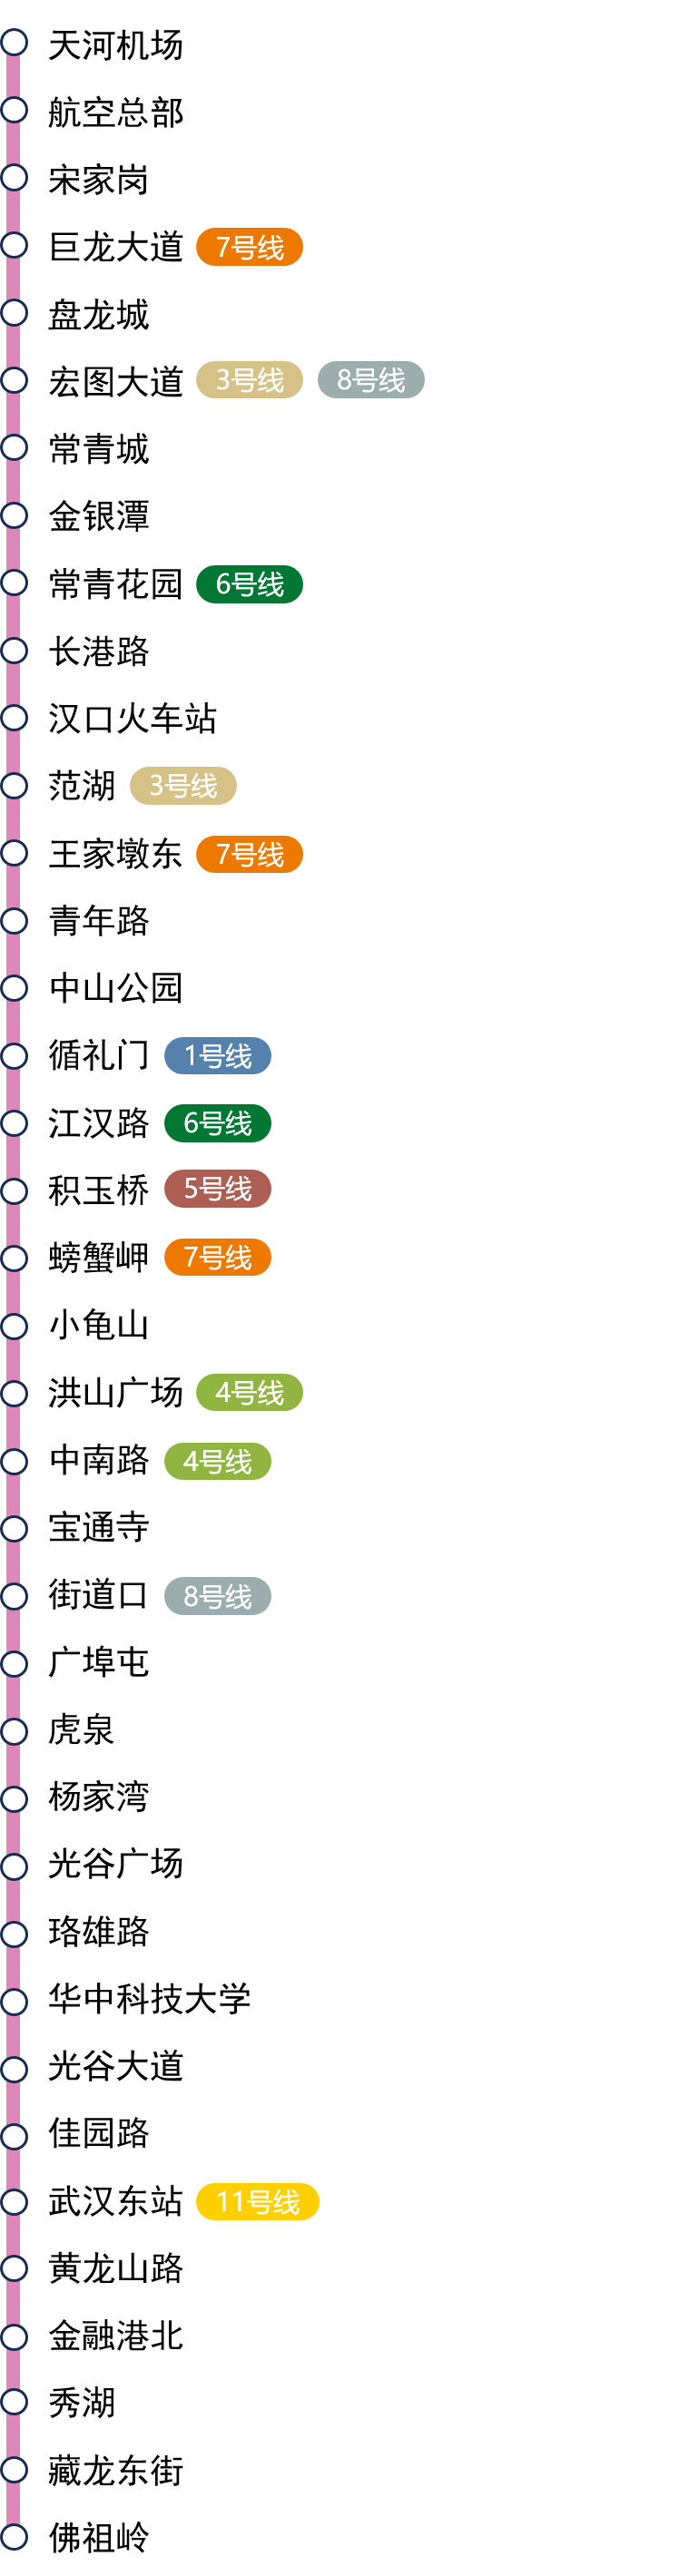 天河机场
航空总部
宋家岗
巨龙大道 7号线
盘龙城
宏图大道 3号线 8号线
常青城
金银潭
常青花园 6号线
长港路
汉口火车站
范湖 3号线
王家墩东 7号线
青年路
中山公园
循礼门 1号线
江汉路 6号线
积玉桥 5号线
螃蟹岬 7号线
小龟山
洪山广场 4号线
中南路 4号线
宝通寺
街道口 8号线
广埠屯
虎泉
杨家湾
光谷广场
珞雄路
华中科技大学
光谷大道
佳园路
武汉东站 11号线
黄龙山路
金融港北
秀湖
藏龙东街
佛祖岭